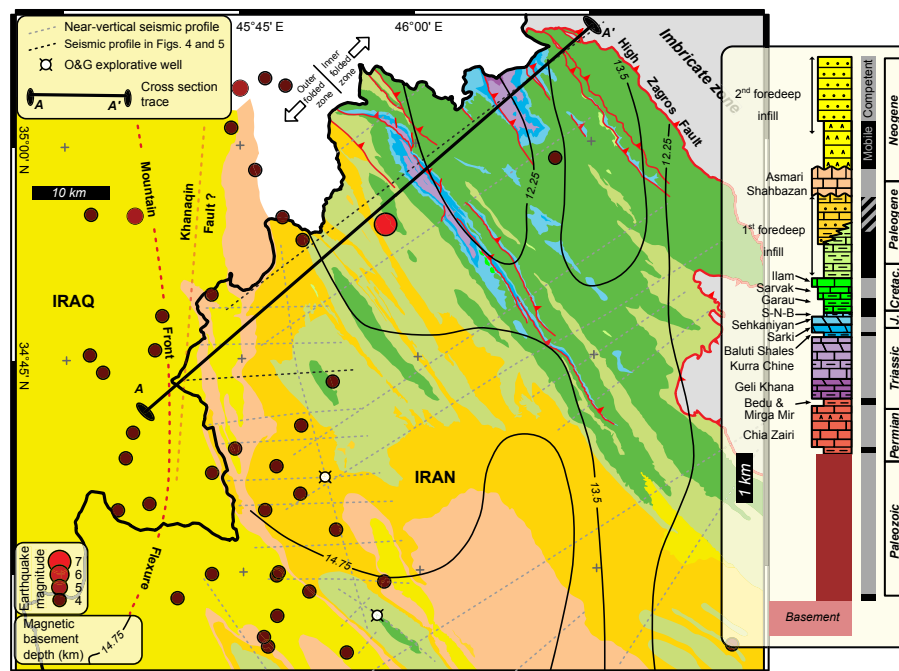 Near-vertical seismic profile
Seismic profile in Figs. 4 and 5
O&G explorative well
A
A'
Cross section
trace
45°45' E
46°00' E
35°00' N
34°45' N
10 km
Outer
folded
zone
Inner
folded
zone
A'
Imbricate zone
High
Zagros
Fault
13.5
12.25
12.25
Mountain
Front
Flexure
Khanaqin
Fault ?
IRAQ
A
IRAN
13.5
14.75
Earthquake
magnitude
7
6
5
4
Magnetic
basement
depth (km)
14.75
2nd foredeep
infill
Asmari
Shahbazan
1st foredeep
infill
Ilam
Sarvak
Garau
S-N-B
Sehkaniyan
Sarki
Baluti Shales
Kurra Chine
Geli Khana
Bedu &
Mirga Mir
Chia Zairi
1 km
Basement
Mobile
Competent
Neogene
Paleogene
Cretac.
J.
Triassic
Permian
Paleozoic